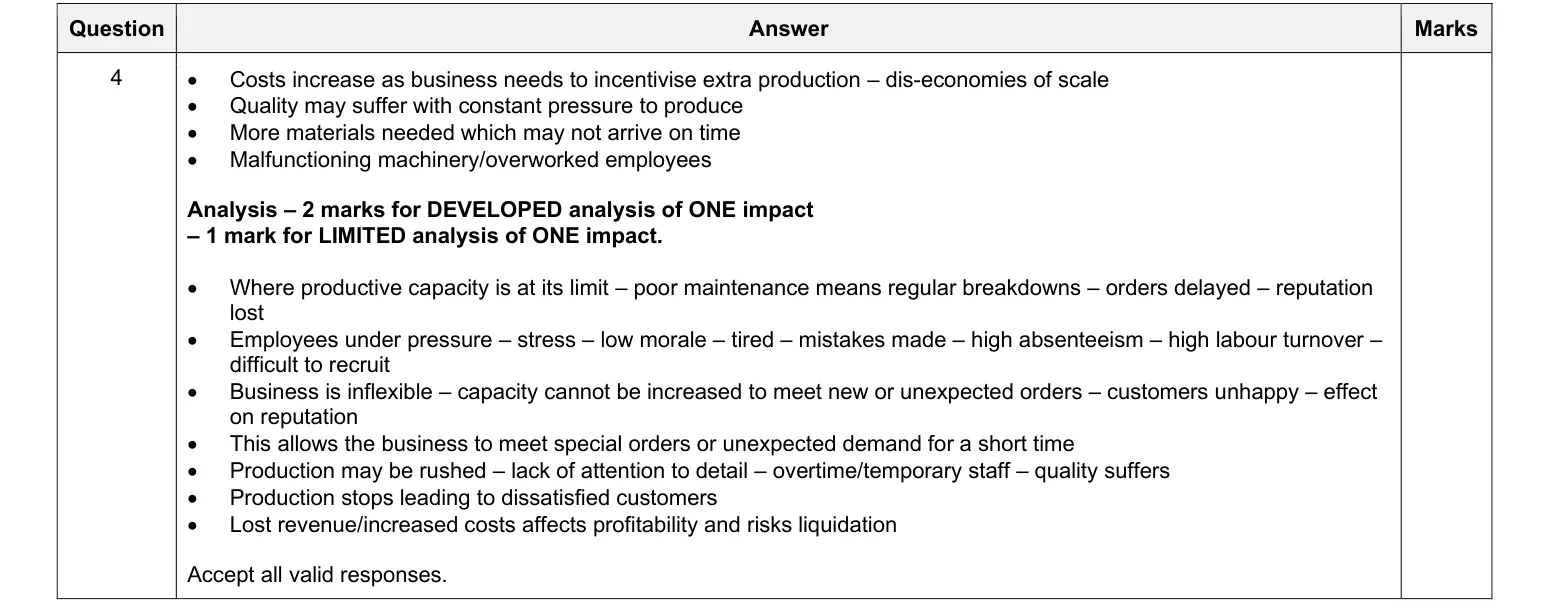 Question Answer Marks
4
• Costs increase as business needs to incentivise extra production – dis-economies of scale
• Quality may suffer with constant pressure to produce
• More materials needed which may not arrive on time
• Malfunctioning machinery/overworked employees
Analysis – 2 marks for DEVELOPED analysis of ONE impact
– 1 mark for LIMITED analysis of ONE impact.
• Where productive capacity is at its limit – poor maintenance means regular breakdowns – orders delayed – reputation
lost
• Employees under pressure – stress – low morale – tired – mistakes made – high absenteeism – high labour turnover –
difficult to recruit
• Business is inflexible – capacity cannot be increased to meet new or unexpected orders – customers unhappy – effect
on reputation
• This allows the business to meet special orders or unexpected demand for a short time
• Production may be rushed – lack of attention to detail – overtime/temporary staff – quality suffers
• Production stops leading to dissatisfied customers
• Lost revenue/increased costs affects profitability and risks liquidation
Accept all valid responses.